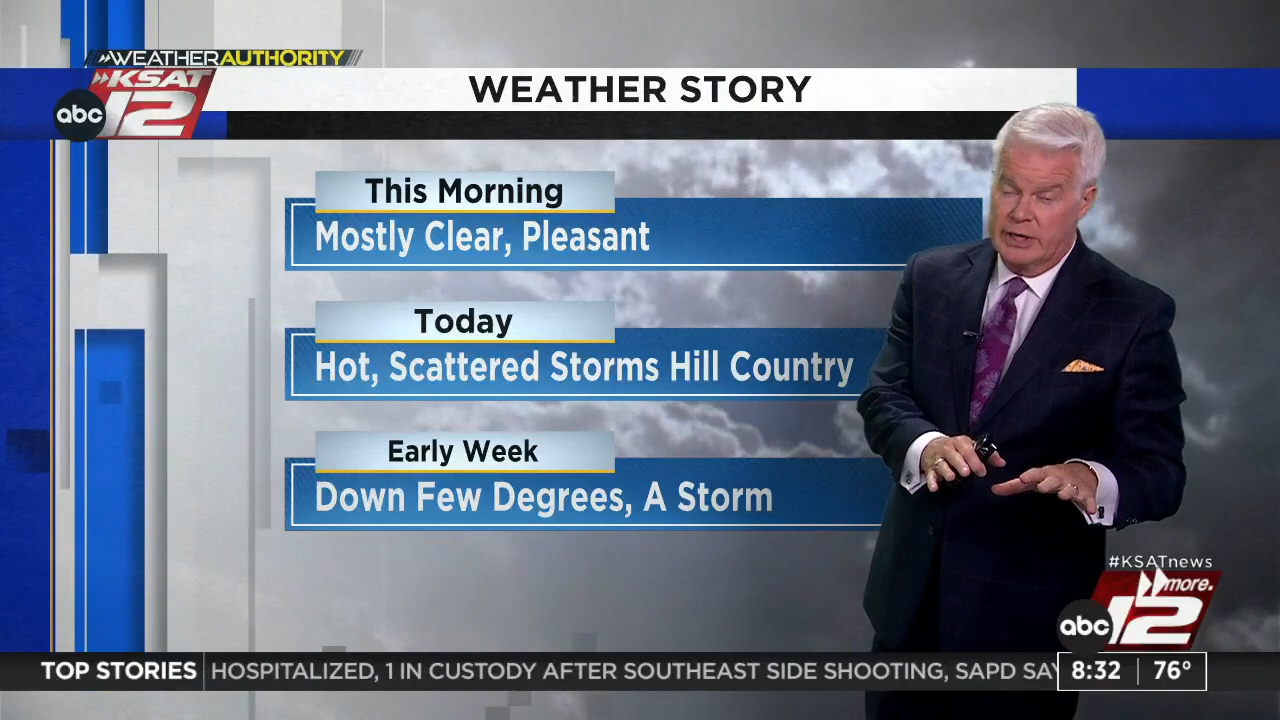 WEATHERAUTHORITY
KSAT
abc 12
WEATHER STORY
This Morning
Mostly Clear, Pleasant
Today
Hot, Scattered Storms Hill Country
Early Week
Down Few Degrees, A Storm
#KSATnews
more.
abc 12
TOP STORIES HOSPITALIZED, 1 IN CUSTODY AFTER SOUTHEAST SIDE SHOOTING, SAPD SAY 8:32 76°